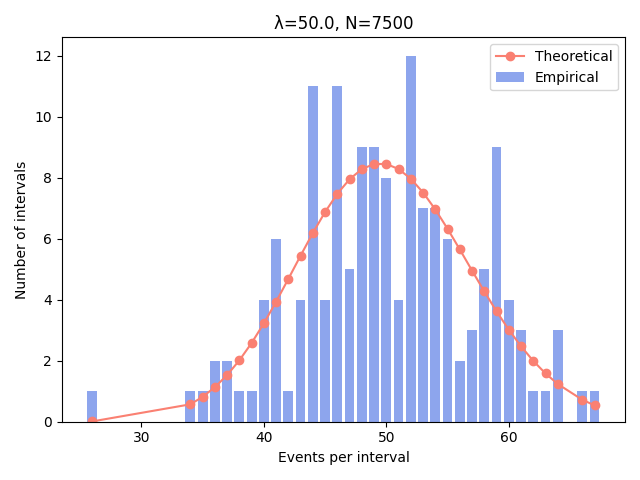 λ=50.0, N=7500
Theoretical
Empirical
Number of intervals
12
10
8
6
4
2
0
30 40 50 60
Events per interval